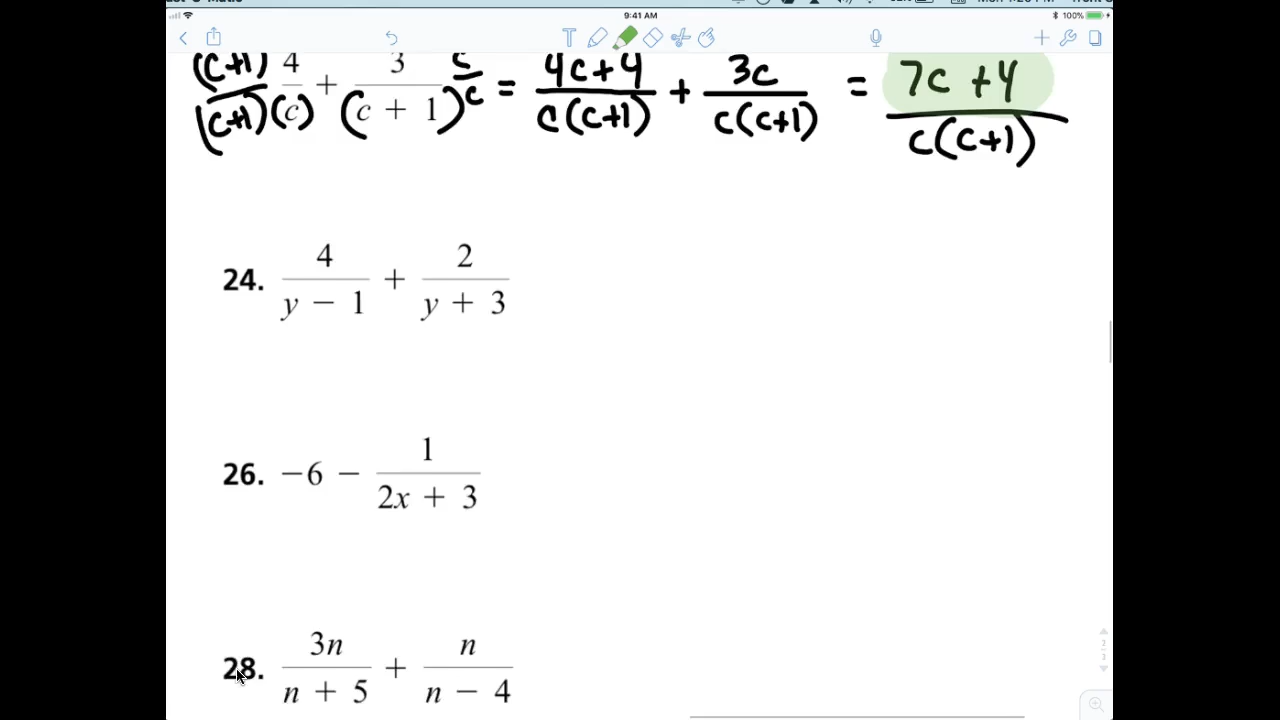 9:41 AM
100%
(c+1)/(c+1) 4/(c) + 3/(c + 1) c/c = 4c+4/c(c+1) + 3c/c(c+1) = 7c+4/c(c+1)
24. 4/y − 1 + 2/y + 3
26. −6 − 1/2x + 3
28. 3n/n + 5 + n/n − 4